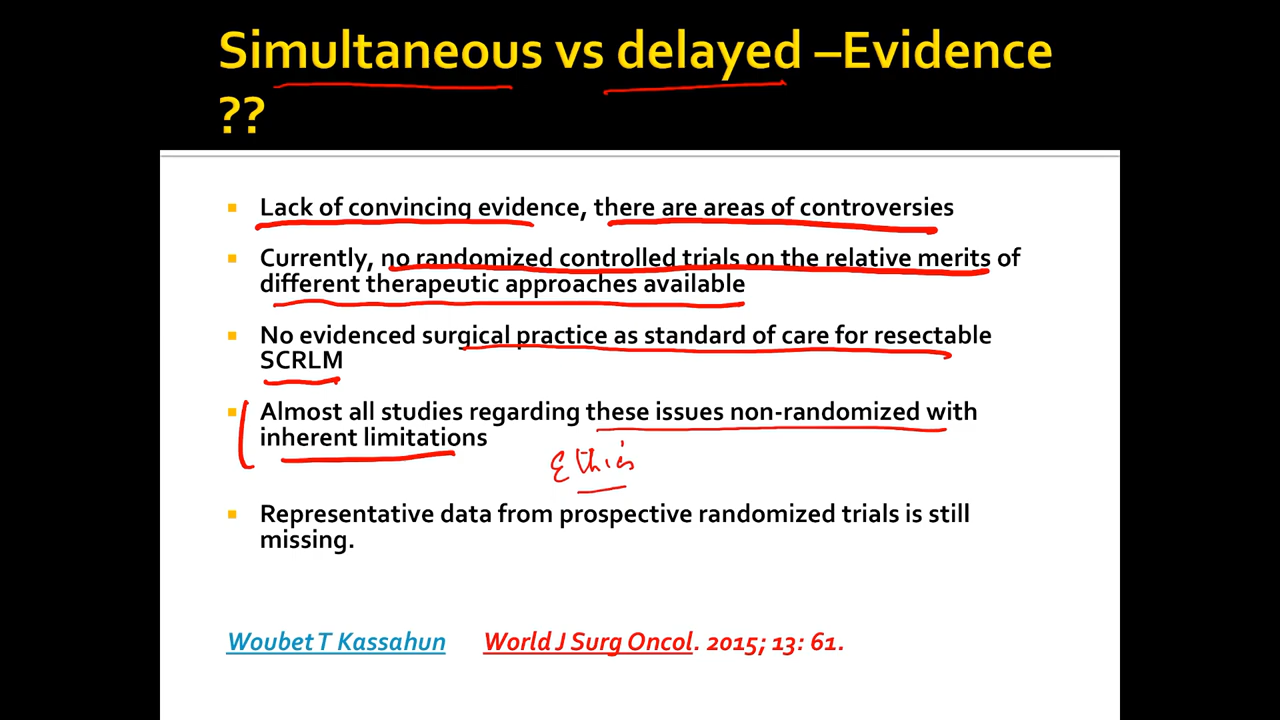 Simultaneous vs delayed –Evidence
??
Lack of convincing evidence, there are areas of controversies
Currently, no randomized controlled trials on the relative merits of
different therapeutic approaches available
No evidenced surgical practice as standard of care for resectable
SCRLM
Almost all studies regarding these issues non-randomized with
inherent limitations
Ethics
Representative data from prospective randomized trials is still
missing.
Woubet T Kassahun World J Surg Oncol. 2015; 13: 61.